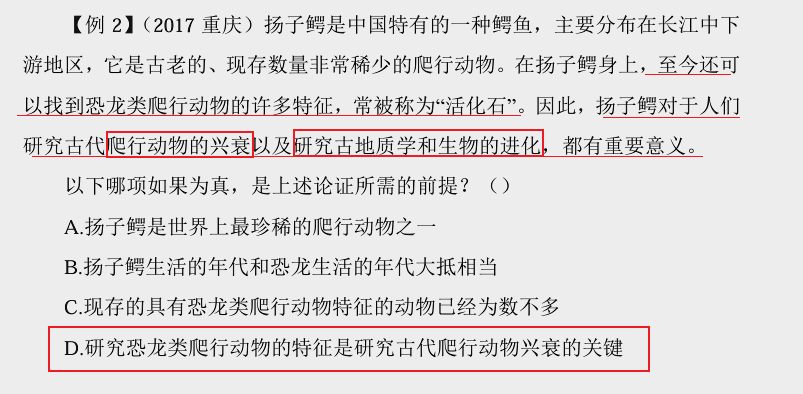 【例 2】（2017 重庆）扬子鳄是中国特有的一种鳄鱼，主要分布在长江中下
游地区，它是古老的、现存数量非常稀少的爬行动物。在扬子鳄身上，至今还可
以找到恐龙类爬行动物的许多特征，常被称为“活化石”。因此，扬子鳄对于人们
研究古代爬行动物的兴衰以及研究古地质学和生物的进化，都有重要意义。
以下哪项如果为真，是上述论证所需的前提？（）
A.扬子鳄是世界上最珍稀的爬行动物之一
B.扬子鳄生活的年代和恐龙生活的年代大抵相当
C.现存的具有恐龙类爬行动物特征的动物已经为数不多
D.研究恐龙类爬行动物的特征是研究古代爬行动物兴衰的关键